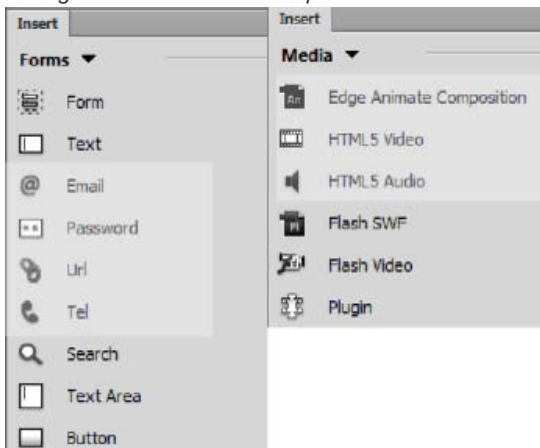 Insert
Forms
Form
Text
Email
Password
Url
Tel
Search
Text Area
Button
Insert
Media
Edge Animate Composition
HTML5 Video
HTML5 Audio
Flash SWF
Flash Video
Plugin